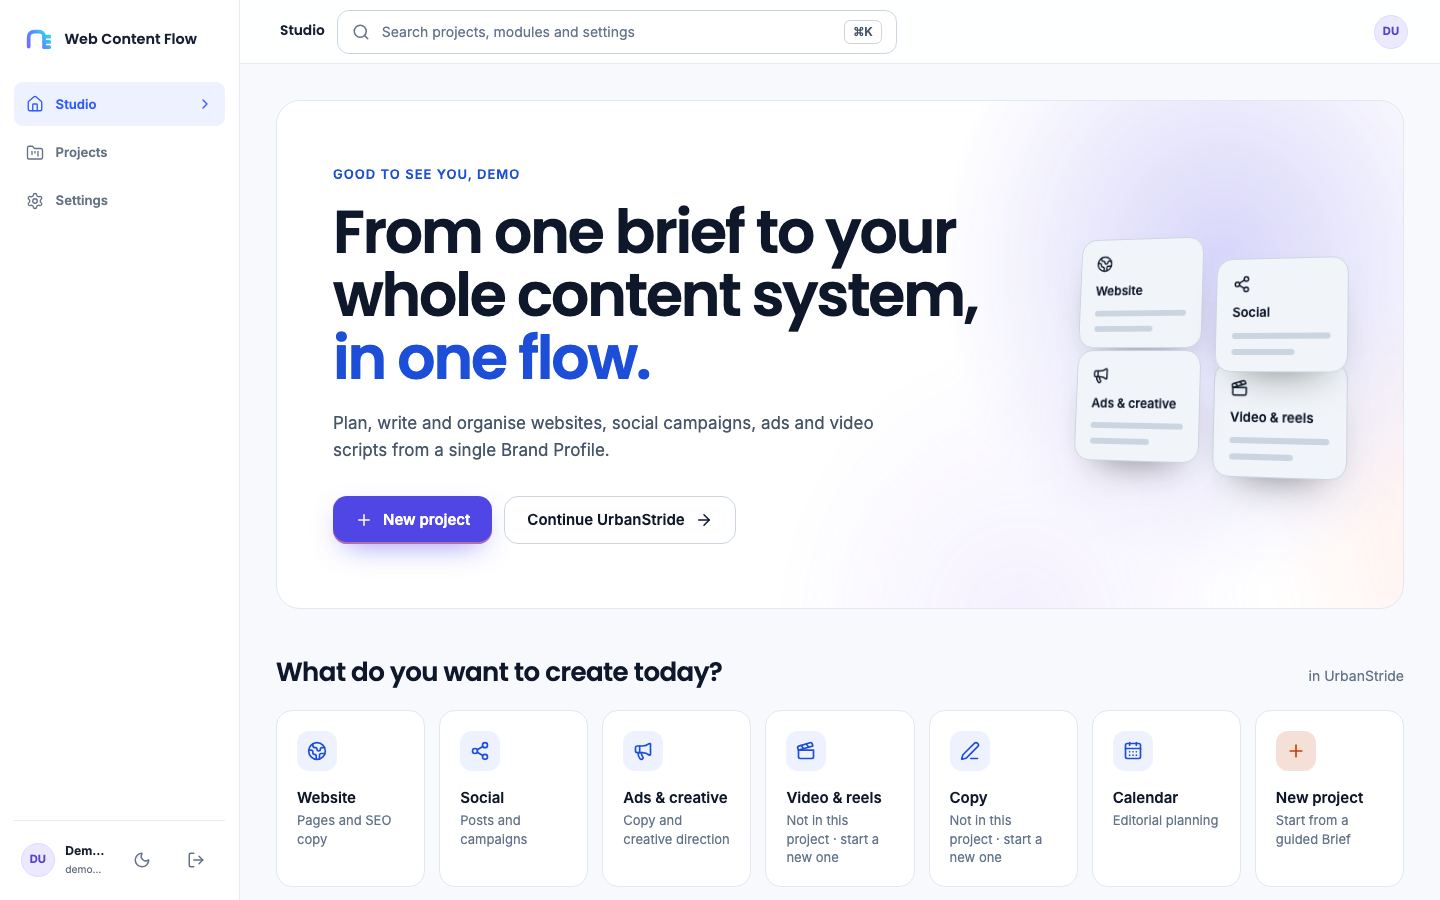 Web Content Flow
Studio
Projects
Settings
Dem...
DU
demo...
Studio
Search projects, modules and settings
⌘K
DU
GOOD TO SEE YOU, DEMO
From one brief to your
whole content system,
in one flow.
Plan, write and organise websites, social campaigns, ads and video
scripts from a single Brand Profile.
New project
Continue UrbanStride
Website
Social
Ads & creative
Video & reels
What do you want to create today?
in UrbanStride
Website
Pages and SEO
copy
Social
Posts and
campaigns
Ads & creative
Copy and
creative direction
Video & reels
Not in this
project · start a
new one
Copy
Not in this
project · start a
new one
Calendar
Editorial planning
New project
Start from a
guided Brief